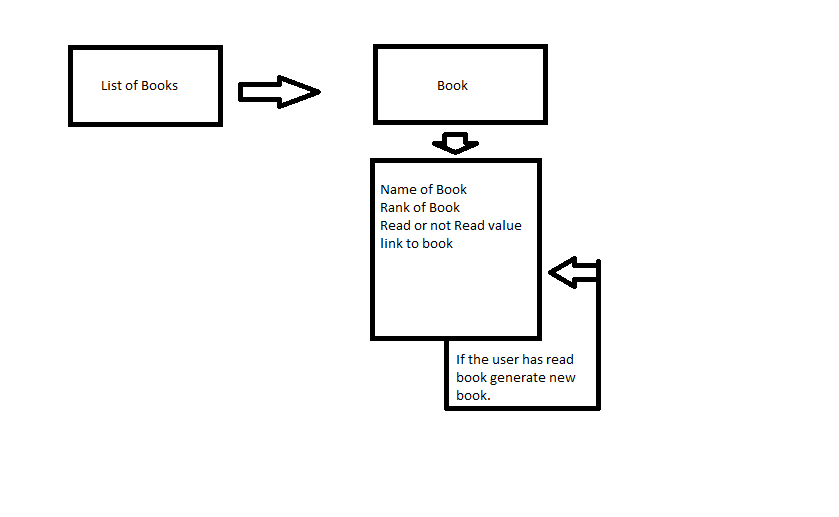 List of Books
Book
Name of Book
Rank of Book
Read or not Read value
link to book
If the user has read
book generate new
book.